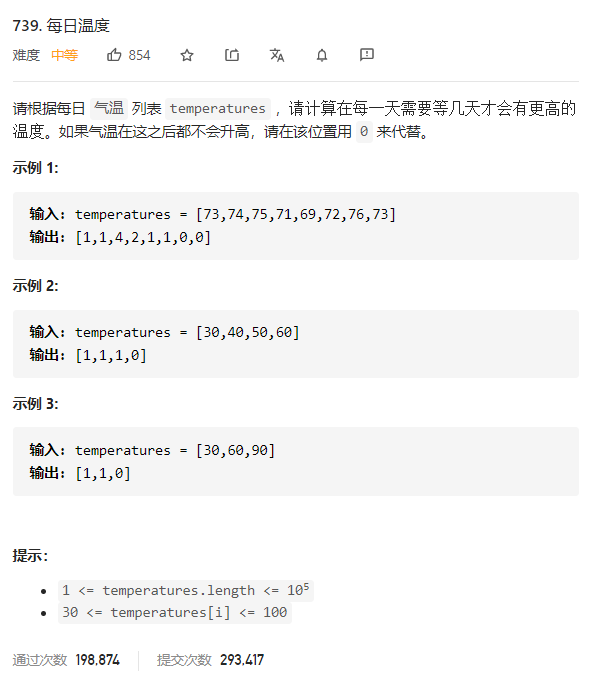 739. 每日温度
难度 中等 854
请根据每日 气温 列表 temperatures ，请计算在每一天需要等几天才会有更高的
温度。如果气温在这之后都不会升高，请在该位置用 0 来代替。
示例 1:
输入: temperatures = [73,74,75,71,69,72,76,73]
输出: [1,1,4,2,1,1,0,0]
示例 2:
输入: temperatures = [30,40,50,60]
输出: [1,1,1,0]
示例 3:
输入: temperatures = [30,60,90]
输出: [1,1,0]
提示：
1 <= temperatures.length <= 10⁵
30 <= temperatures[i] <= 100
通过次数 198,874 提交次数 293,417